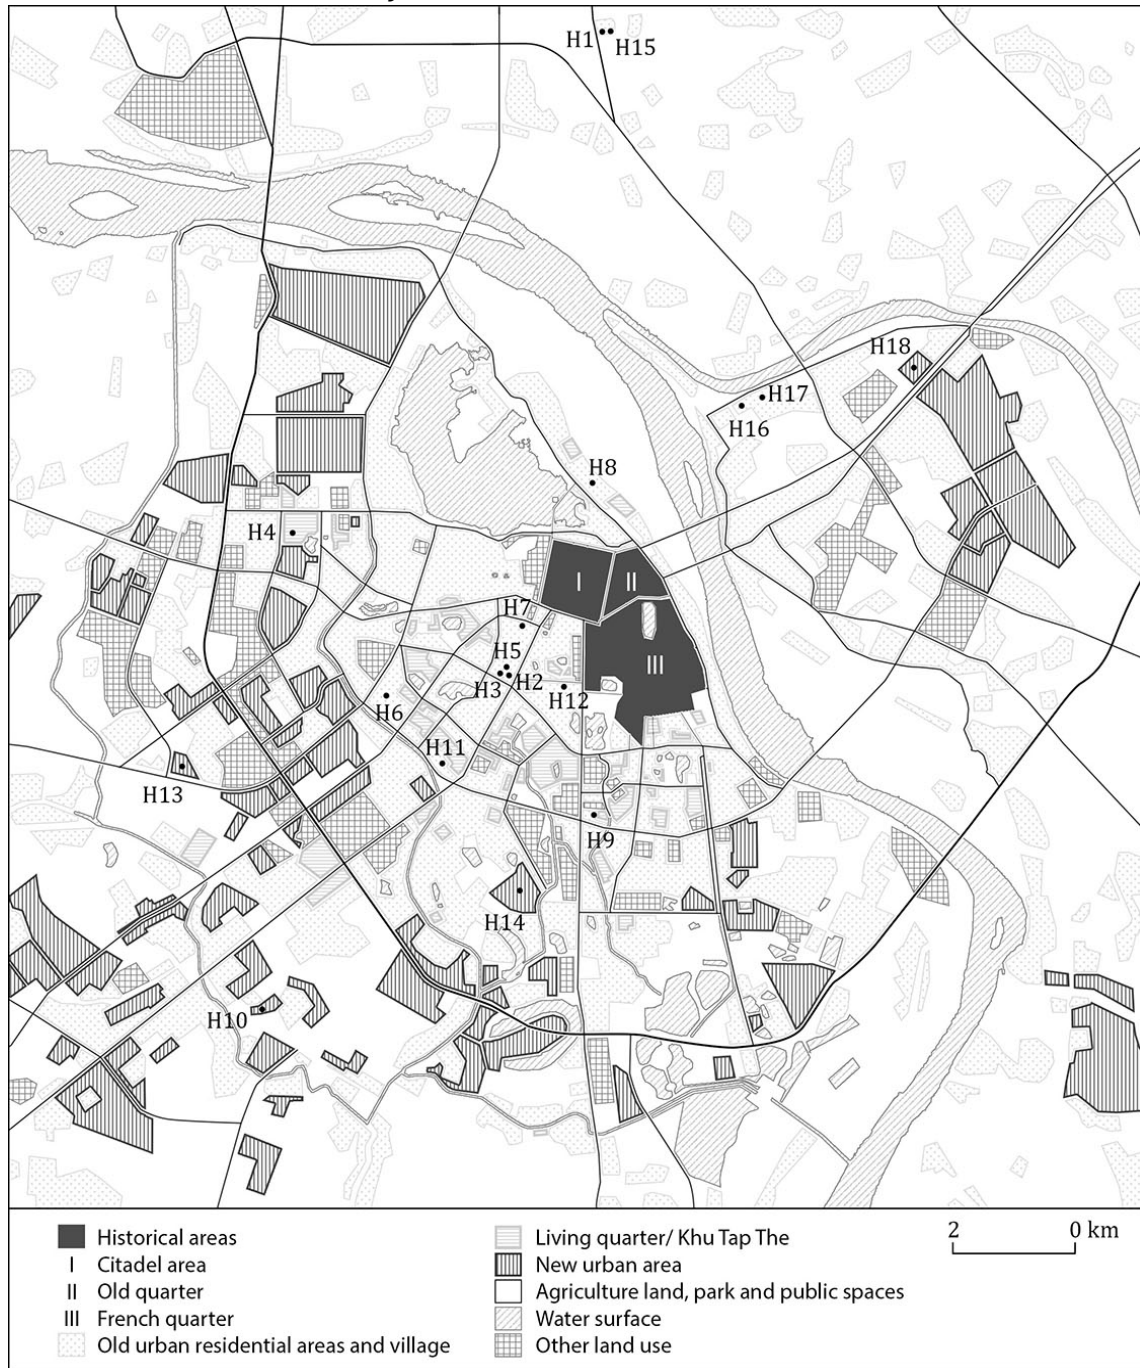 H1
H15
H18
H17
H16
H8
H4
I
II
H7
III
H5
H3
H2
H12
H6
H11
H13
H9
H14
H10
Historical areas
I Citadel area
II Old quarter
III French quarter
Old urban residential areas and village
Living quarter/ Khu Tap The
New urban area
Agriculture land, park and public spaces
Water surface
Other land use
2 0 km